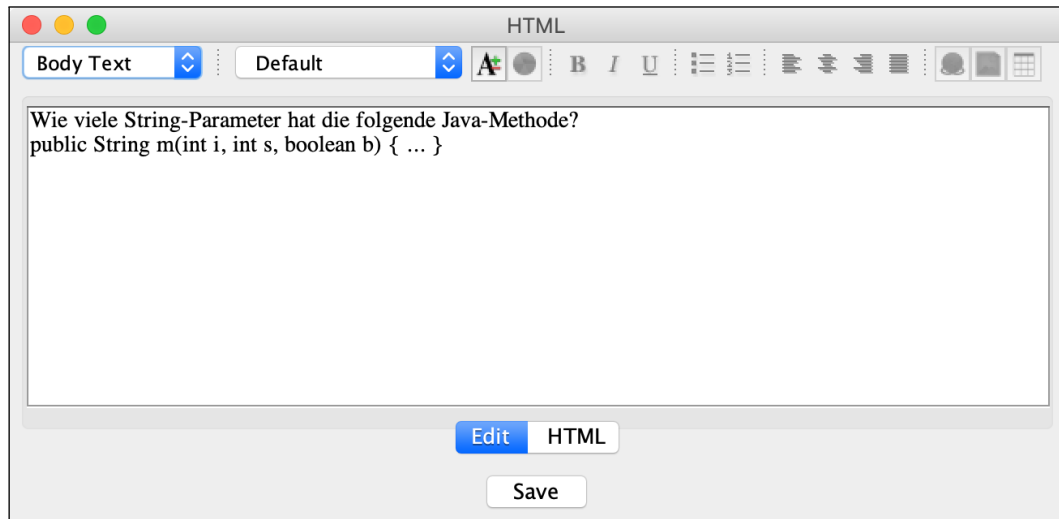 HTML
Body Text Default A B I U
Wie viele String-Parameter hat die folgende Java-Methode?
public String m(int i, int s, boolean b) { ... }
Edit HTML
Save